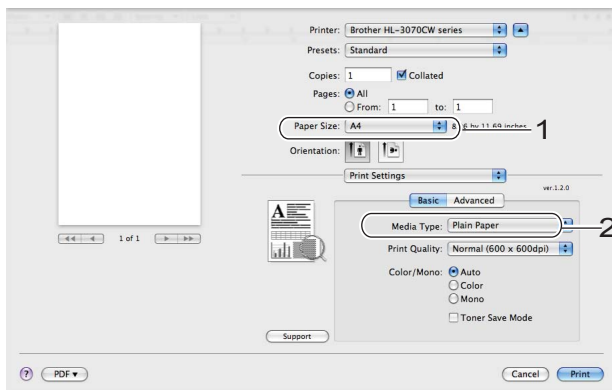 Printer: Brother HL-3070CW series
Presets: Standard
Copies: 1 Collated
Pages: All
From: 1 to: 1
Paper Size: A4 by 11.69 inches 1
Orientation:
Print Settings
ver.1.2.0
Basic Advanced
Media Type: Plain Paper 2
Print Quality: Normal (600 x 600dpi)
Color/Mono: Auto
Color
Mono
Toner Save Mode
1 of 1
A
Support
? PDF Cancel Print